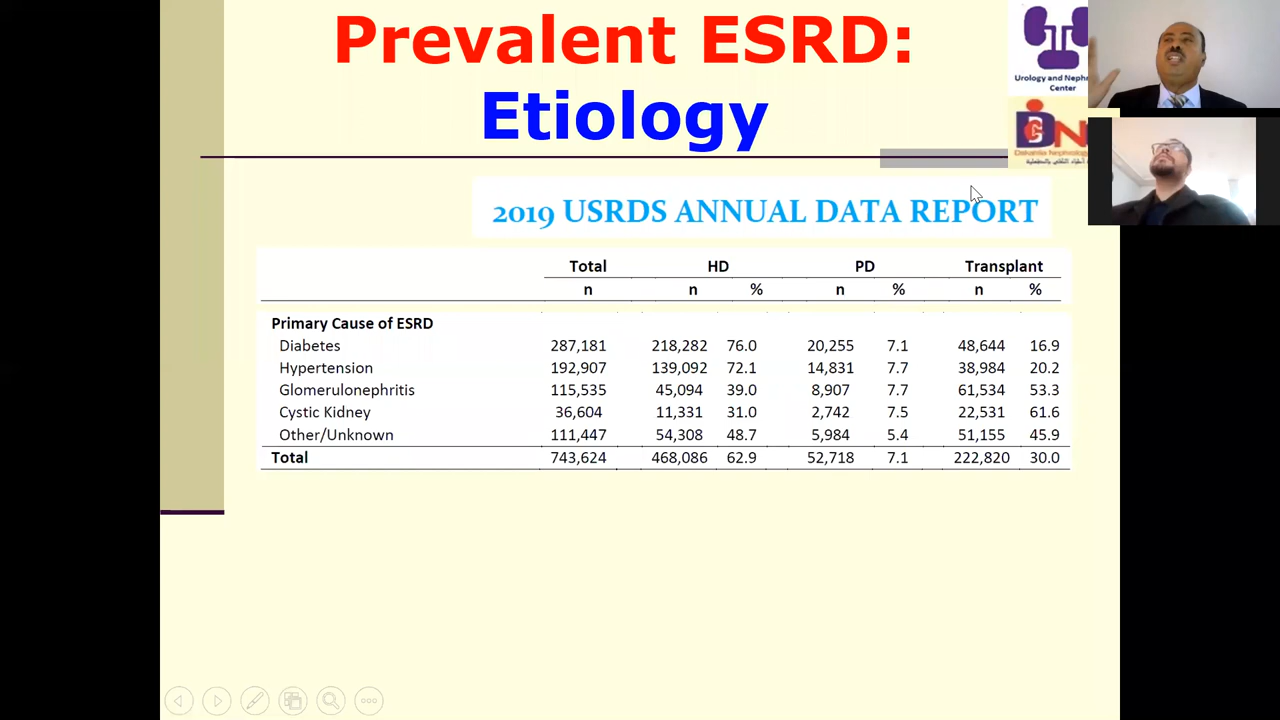 Prevalent ESRD:
Etiology
Urology and Neph
Center
Dakahlia Nephrology
2019 USRDS ANNUAL DATA REPORT
Total HD PD Transplant
n n % n % n %
Primary Cause of ESRD
Diabetes 287,181 218,282 76.0 20,255 7.1 48,644 16.9
Hypertension 192,907 139,092 72.1 14,831 7.7 38,984 20.2
Glomerulonephritis 115,535 45,094 39.0 8,907 7.7 61,534 53.3
Cystic Kidney 36,604 11,331 31.0 2,742 7.5 22,531 61.6
Other/Unknown 111,447 54,308 48.7 5,984 5.4 51,155 45.9
Total 743,624 468,086 62.9 52,718 7.1 222,820 30.0